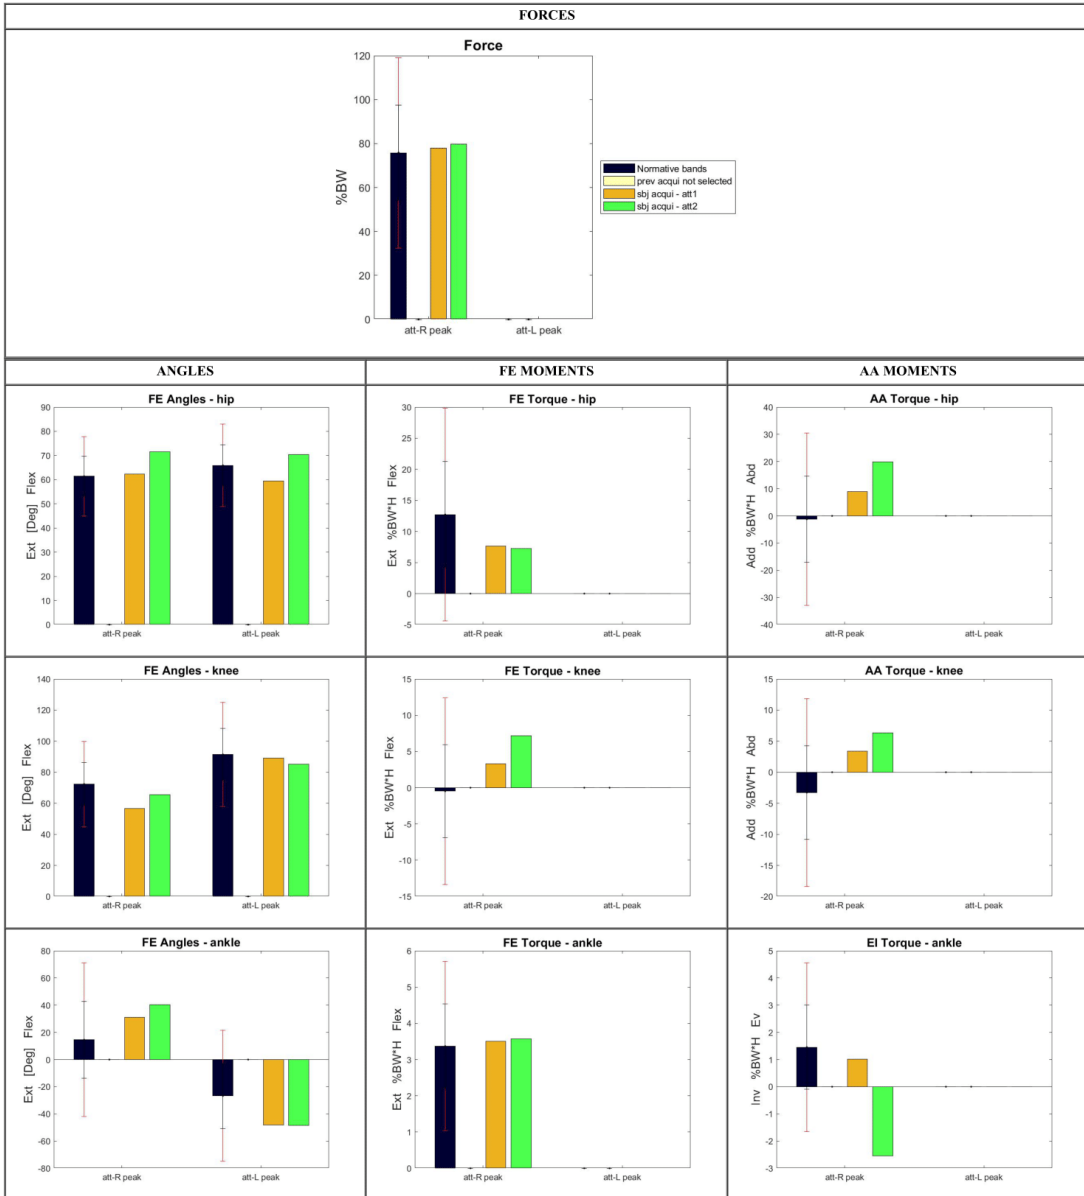 FORCES
Force
120
100
80
60
40
20
0
%BW
att-R peak
att-L peak
Normative bands
prev acqui not selected
sbj acqui - att1
sbj acqui - att2
ANGLES
FE MOMENTS
AA MOMENTS
FE Angles - hip
90
80
70
60
50
40
30
20
10
0
Ext [Deg] Flex
att-R peak
att-L peak
FE Torque - hip
30
25
20
15
10
5
0
-5
Ext %BW*H Flex
att-R peak
att-L peak
AA Torque - hip
40
30
20
10
0
-10
-20
-30
-40
Add %BW*H Abd
att-R peak
att-L peak
FE Angles - knee
140
120
100
80
60
40
20
0
Ext [Deg] Flex
att-R peak
att-L peak
FE Torque - knee
15
10
5
0
-5
-10
-15
Ext %BW*H Flex
att-R peak
att-L peak
AA Torque - knee
15
10
5
0
-5
-10
-15
-20
Add %BW*H Abd
att-R peak
att-L peak
FE Angles - ankle
80
60
40
20
0
-20
-40
-60
-80
Ext [Deg] Flex
att-R peak
att-L peak
FE Torque - ankle
6
5
4
3
2
1
0
Ext %BW*H Flex
att-R peak
att-L peak
EI Torque - ankle
5
4
3
2
1
0
-1
-2
-3
Inv %BW*H Ev
att-R peak
att-L peak